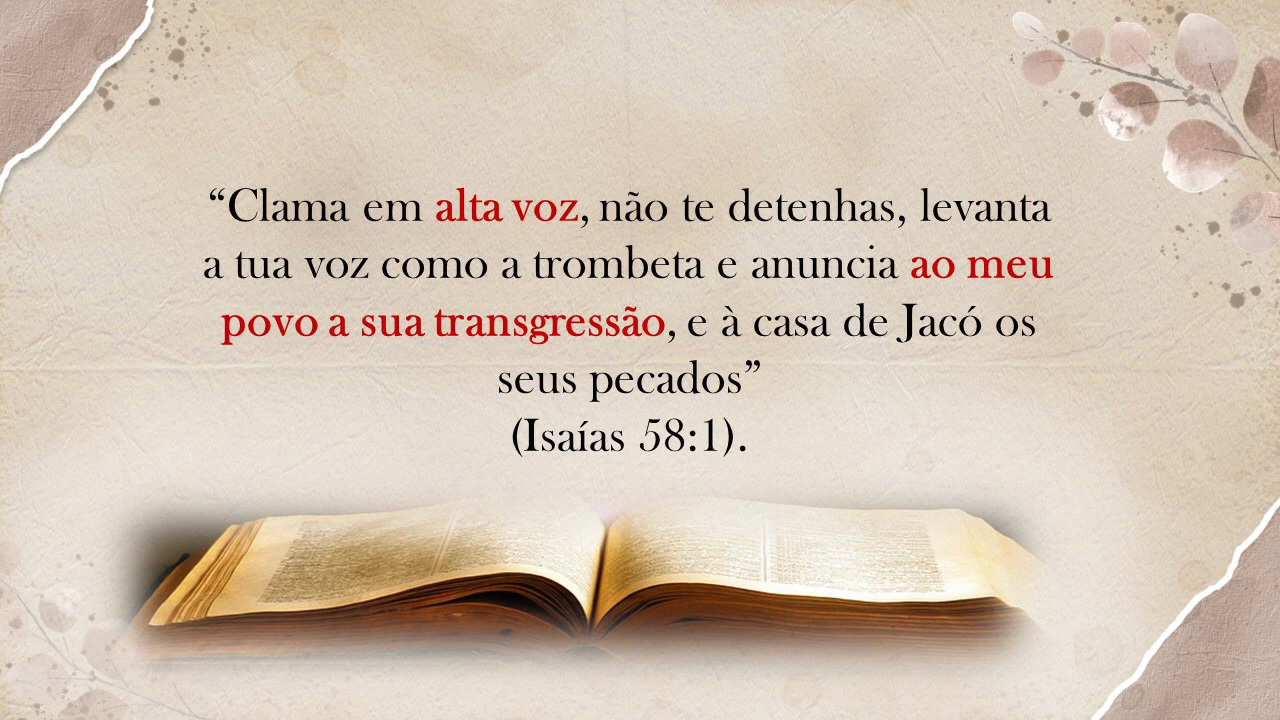 “Clama em alta voz, não te detenhas, levanta
a tua voz como a trombeta e anuncia ao meu
povo a sua transgressão, e à casa de Jacó os
seus pecados”
(Isaías 58:1).